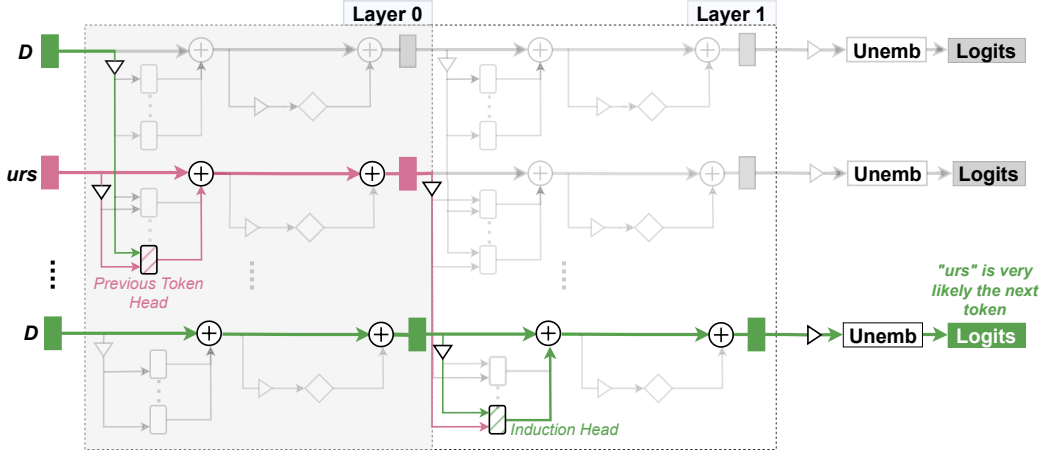 Layer 0
Layer 1
D
Unemb
Logits
urs
Unemb
Logits
Previous Token
Head
"urs" is very
likely the next
token
D
Unemb
Logits
Induction Head